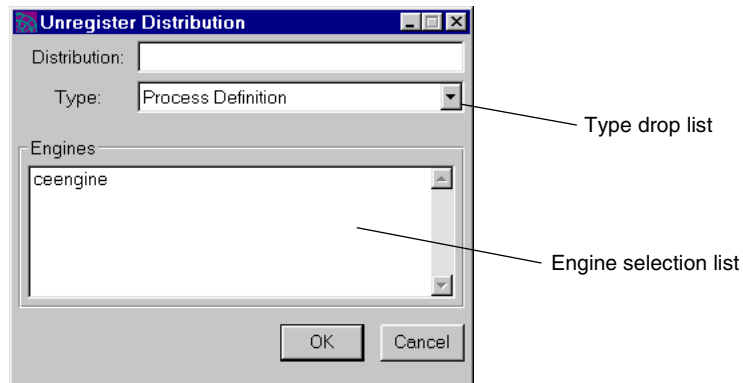 Unregister Distribution
Distribution:
Type: Process Definition
Type drop list
Engines
ceengine
Engine selection list
OK Cancel